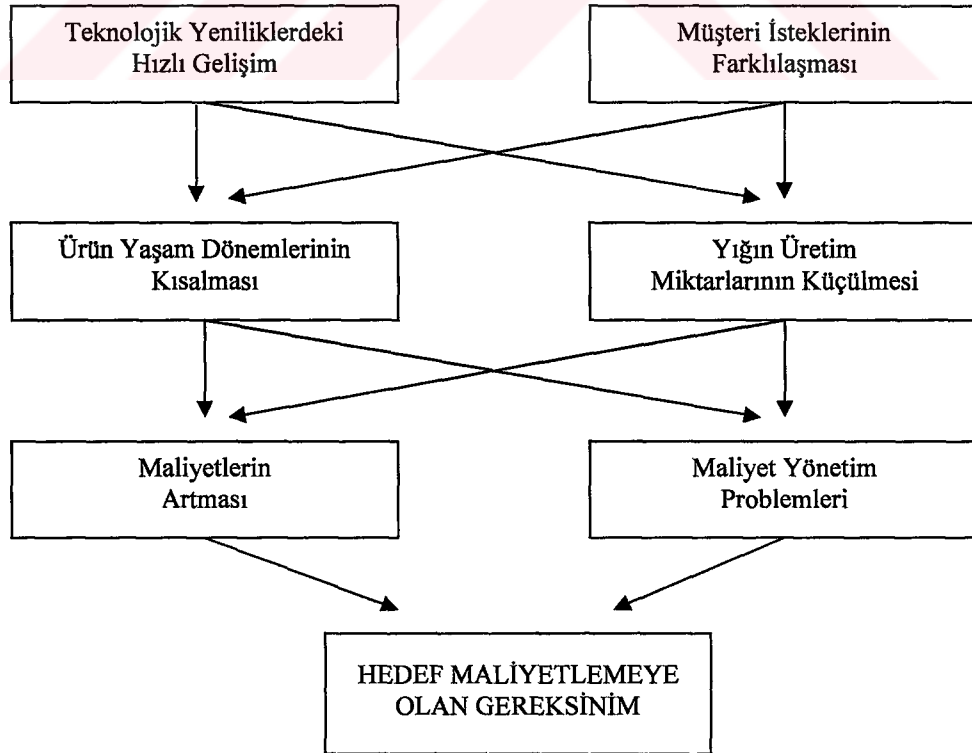 Teknolojik Yeniliklerdeki
Hızlı Gelişim
Müşteri İsteklerinin
Farklılaşması
Ürün Yaşam Dönemlerinin
Kısalması
Yığın Üretim
Miktarlarının Küçülmesi
Maliyetlerin
Artması
Maliyet Yönetim
Problemleri
HEDEF MALİYETLEMEYE
OLAN GEREKSİNİM